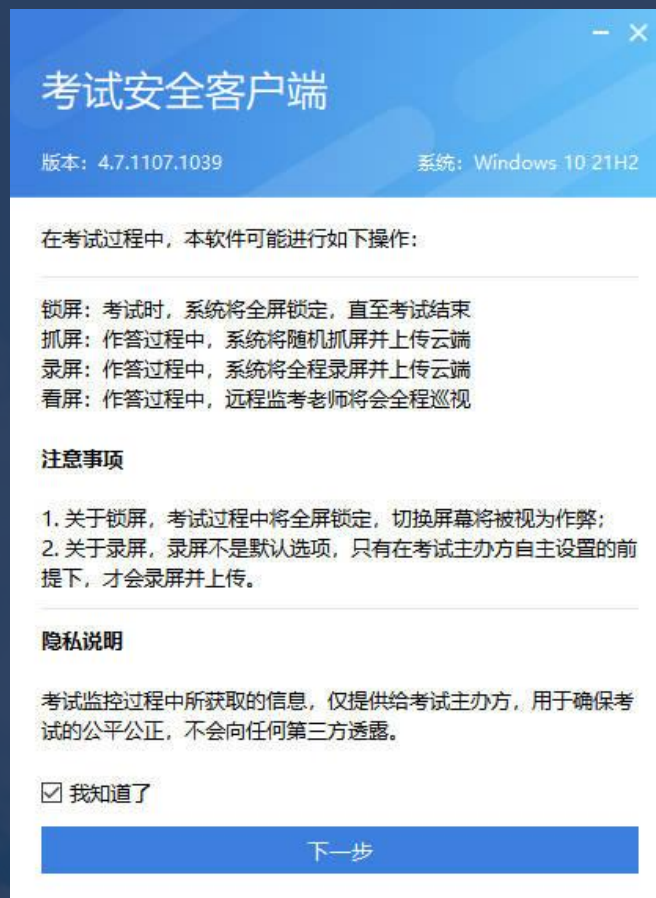 考试安全客户端
版本：4.7.1107.1039
系统：Windows 10 21H2
在考试过程中，本软件可能进行如下操作：
锁屏：考试时，系统将全屏锁定，直至考试结束
抓屏：作答过程中，系统将随机抓屏并上传云端
录屏：作答过程中，系统将全程录屏并上传云端
看屏：作答过程中，远程监考老师将会全程巡视
注意事项
1. 关于锁屏，考试过程中将全屏锁定，切换屏幕将被视为作弊；
2. 关于录屏，录屏不是默认选项，只有在考试主办方自主设置的前
提下，才会录屏并上传。
隐私说明
考试监控过程中所获取的信息，仅提供给考试主办方，用于确保考
试的公平公正，不会向任何第三方透露。
我知道了
下一步